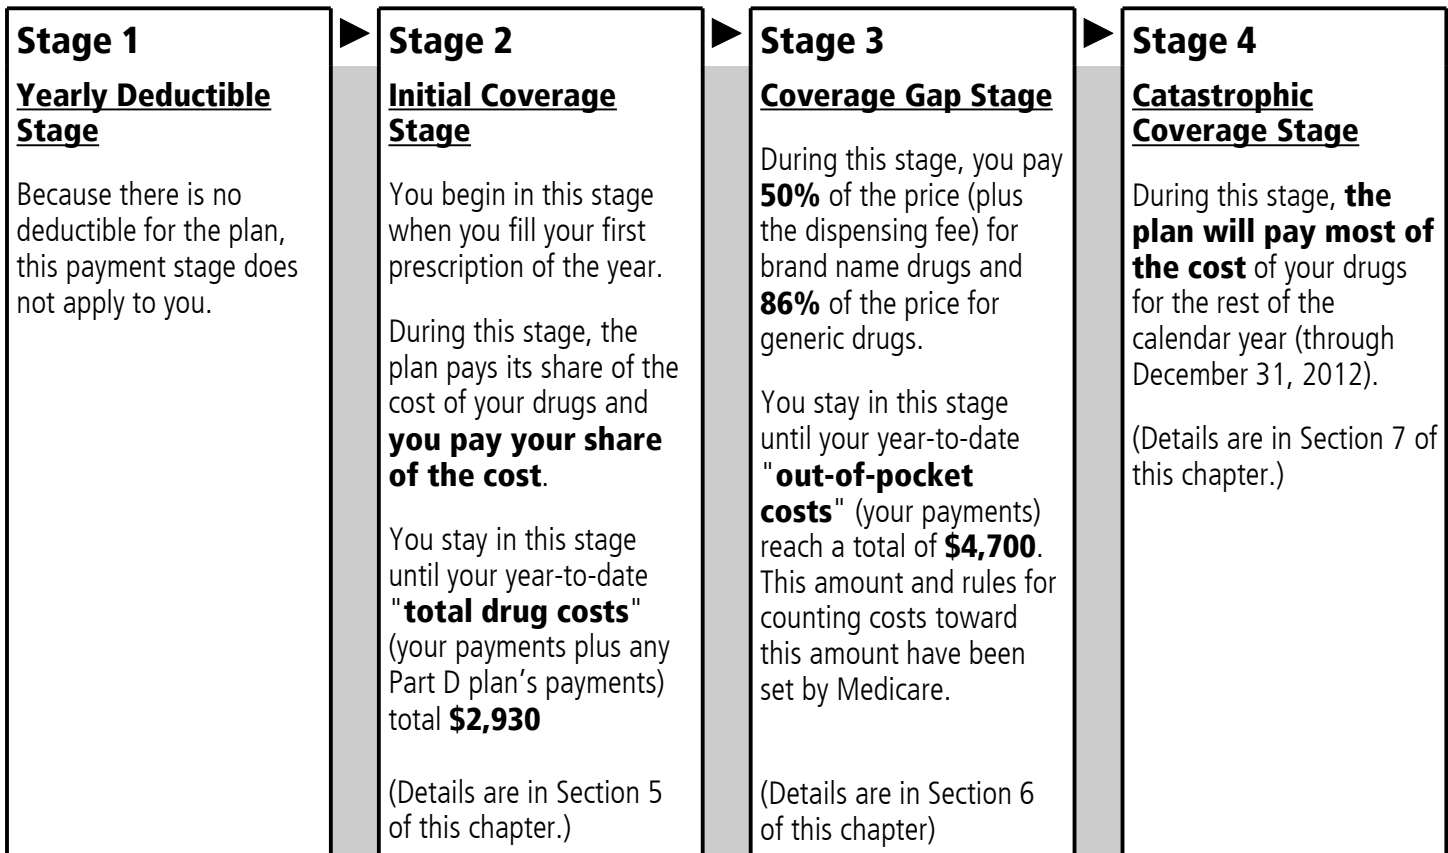 Stage 1
Yearly Deductible
Stage
Because there is no
deductible for the plan,
this payment stage does
not apply to you.
Stage 2
Initial Coverage
Stage
You begin in this stage
when you fill your first
prescription of the year.
During this stage, the
plan pays its share of the
cost of your drugs and
you pay your share
of the cost.
You stay in this stage
until your year-to-date
"total drug costs"
(your payments plus any
Part D plan's payments)
total $2,930
(Details are in Section 5
of this chapter.)
Stage 3
Coverage Gap Stage
During this stage, you pay
50% of the price (plus
the dispensing fee) for
brand name drugs and
86% of the price for
generic drugs.
You stay in this stage
until your year-to-date
"out-of-pocket
costs" (your payments)
reach a total of $4,700.
This amount and rules for
counting costs toward
this amount have been
set by Medicare.
(Details are in Section 6
of this chapter)
Stage 4
Catastrophic
Coverage Stage
During this stage, the
plan will pay most of
the cost of your drugs
for the rest of the
calendar year (through
December 31, 2012).
(Details are in Section 7 of
this chapter.)